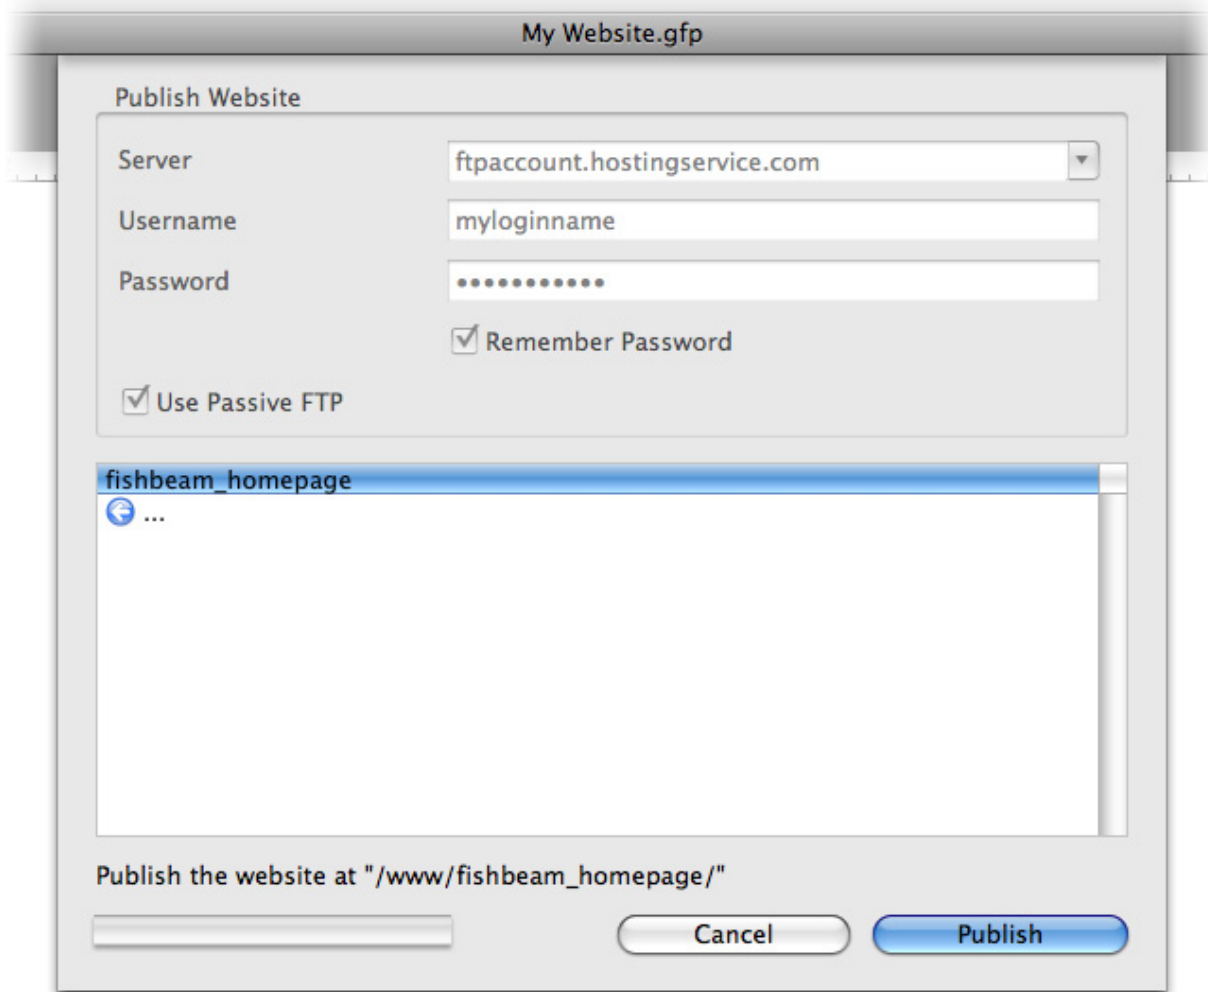 My Website.gfp
Publish Website
Server ftpaccount.hostingservice.com
Username myloginname
Password •••••••••••
Remember Password
Use Passive FTP
fishbeam_homepage
...
Publish the website at "/www/fishbeam_homepage/"
Cancel Publish